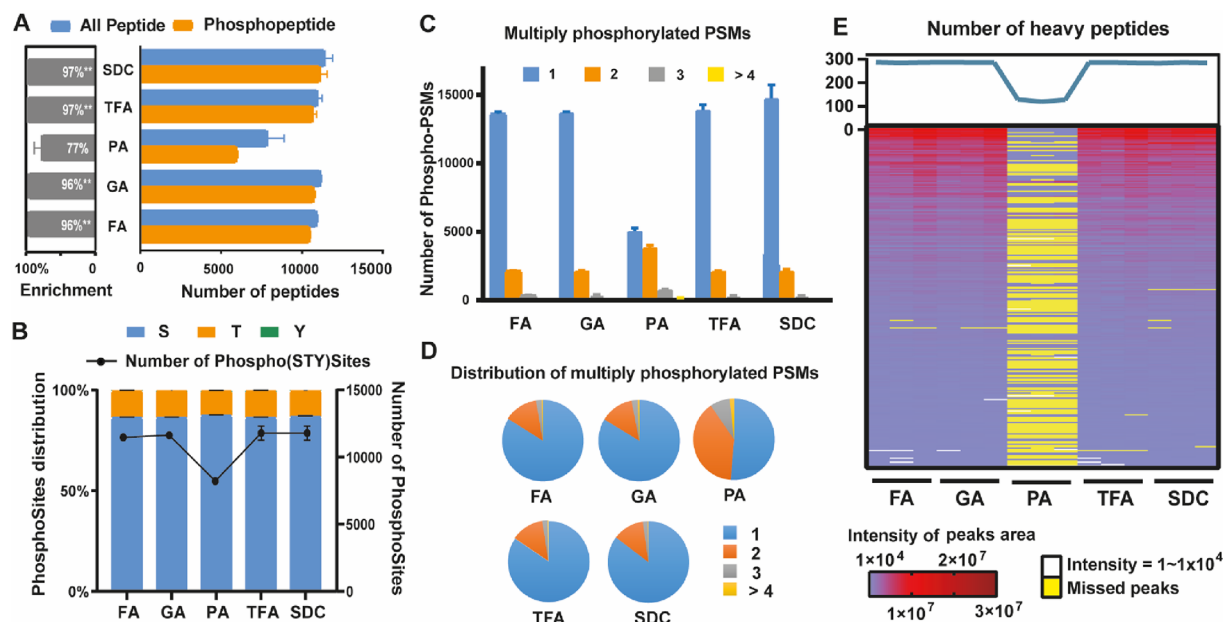 A
All Peptide Phosphopeptide
97%** SDC
97%** TFA
77% PA
96%** GA
96%** FA
100% 0
Enrichment
0 5000 10000 15000
Number of peptides
B
S T Y
Number of Phospho(STY)Sites
PhosphoSites distribution
100%
50%
0%
15000
10000
5000
0
Number of PhosphoSites
FA GA PA TFA SDC
C
Multiply phosphorylated PSMs
1 2 3 > 4
Number of Phospho-PSMs
15000
10000
5000
0
FA GA PA TFA SDC
D
Distribution of multiply phosphorylated PSMs
FA GA PA
TFA SDC
1
2
3
> 4
E
Number of heavy peptides
300
200
100
0
FA GA PA TFA SDC
Intensity of peaks area
1×10⁴ 2×10⁷
1×10⁷ 3×10⁷
Intensity = 1~1x10⁴
Missed peaks